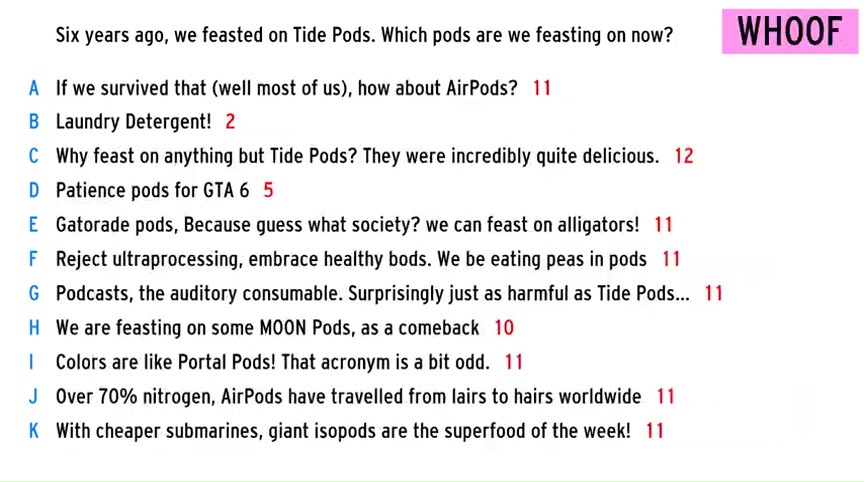 Six years ago, we feasted on Tide Pods. Which pods are we feasting on now?
WHOOF
A If we survived that (well most of us), how about AirPods? 11
B Laundry Detergent! 2
C Why feast on anything but Tide Pods? They were incredibly quite delicious. 12
D Patience pods for GTA 6 5
E Gatorade pods, Because guess what society? we can feast on alligators! 11
F Reject ultraprocessing, embrace healthy bods. We be eating peas in pods 11
G Podcasts, the auditory consumable. Surprisingly just as harmful as Tide Pods... 11
H We are feasting on some MOON Pods, as a comeback 10
I Colors are like Portal Pods! That acronym is a bit odd. 11
J Over 70% nitrogen, AirPods have travelled from lairs to hairs worldwide 11
K With cheaper submarines, giant isopods are the superfood of the week! 11